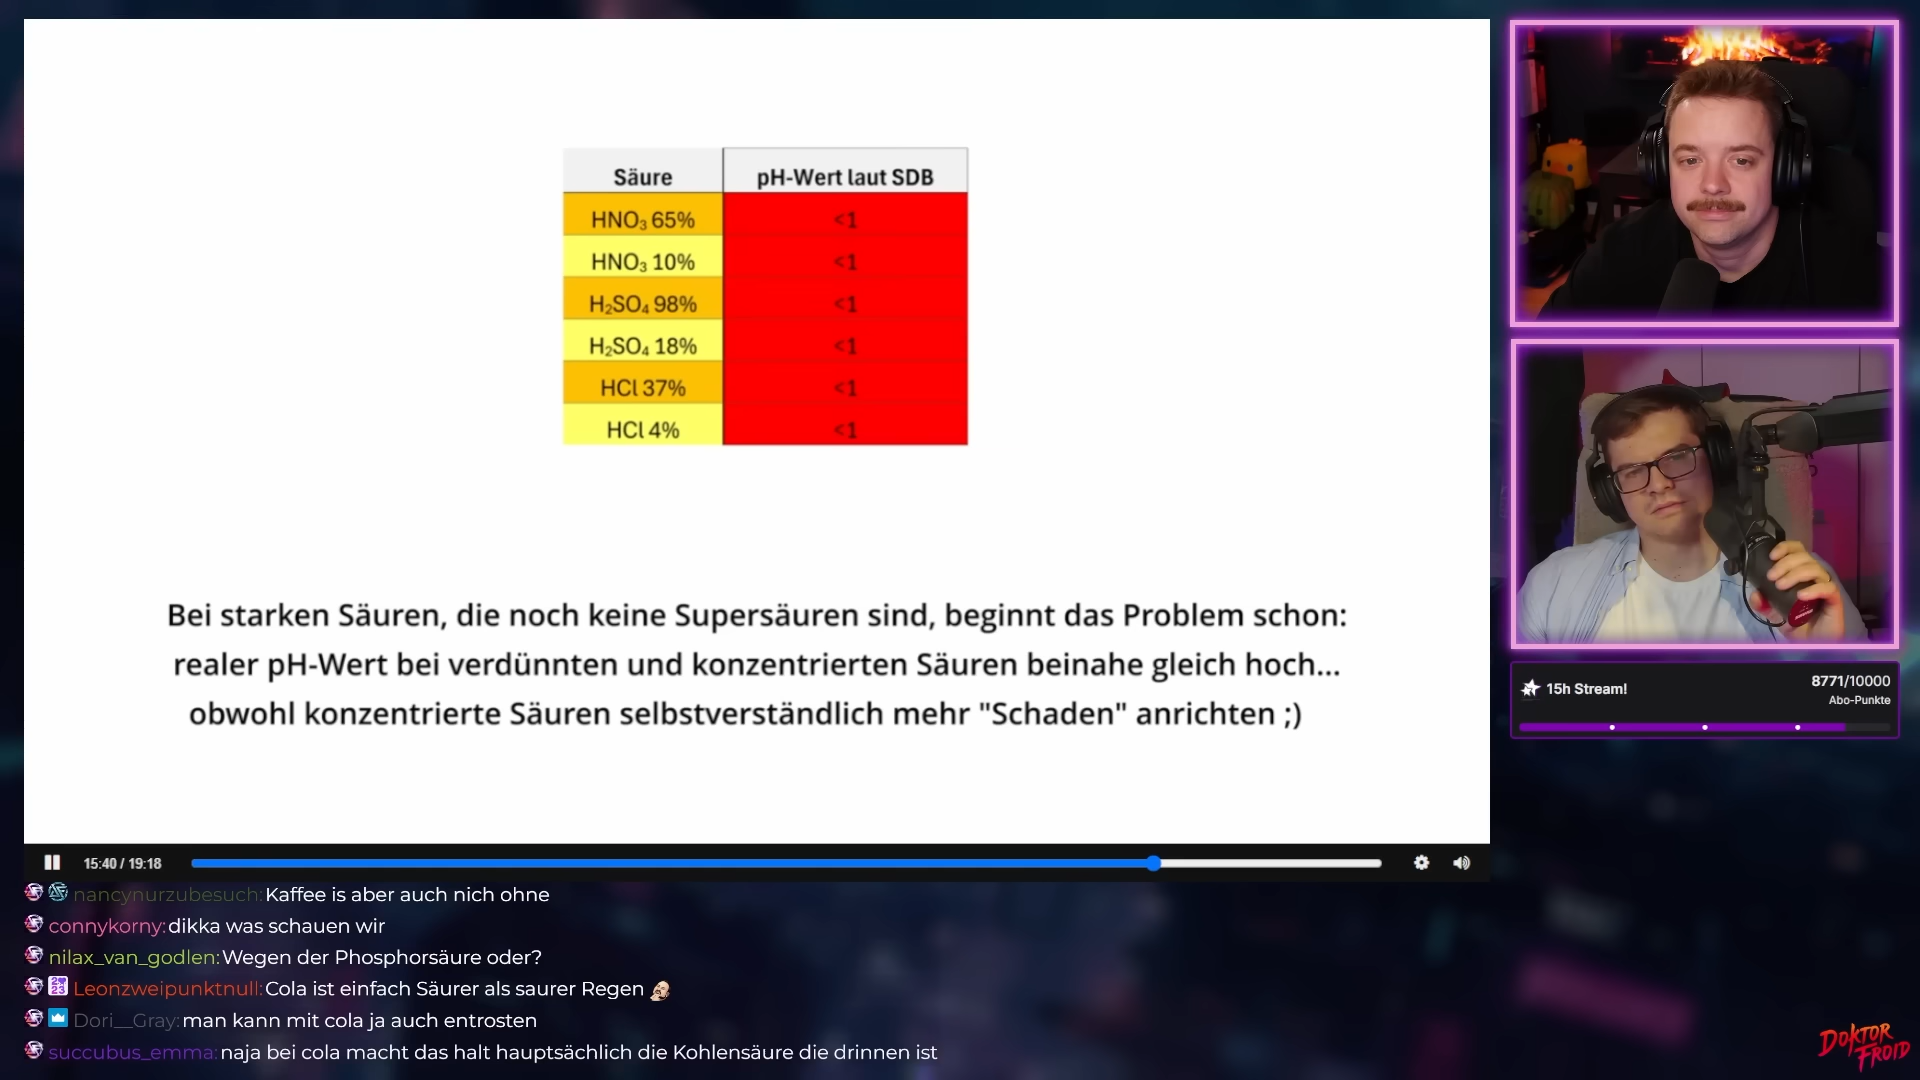 Säure pH-Wert laut SDB
HNO₃ 65% <1
HNO₃ 10% <1
H₂SO₄ 98% <1
H₂SO₄ 18% <1
HCl 37% <1
HCl 4% <1
Bei starken Säuren, die noch keine Supersäuren sind, beginnt das Problem schon:
realer pH-Wert bei verdünnten und konzentrierten Säuren beinahe gleich hoch...
obwohl konzentrierte Säuren selbstverständlich mehr "Schaden" anrichten ;)
15:40 / 19:18
nancynurzubesuch: Kaffee is aber auch nich ohne
connykorny: dikka was schauen wir
nilax_van_godlen: Wegen der Phosphorsäure oder?
Leonzweipunktnull: Cola ist einfach Säurer als saurer Regen
Dori__Gray: man kann mit cola ja auch entrosten
succubus_emma: naja bei cola macht das halt hauptsächlich die Kohlensäure die drinnen ist
15h Stream!
8771/10000
Abo-Punkte
DOKTOR
FROID